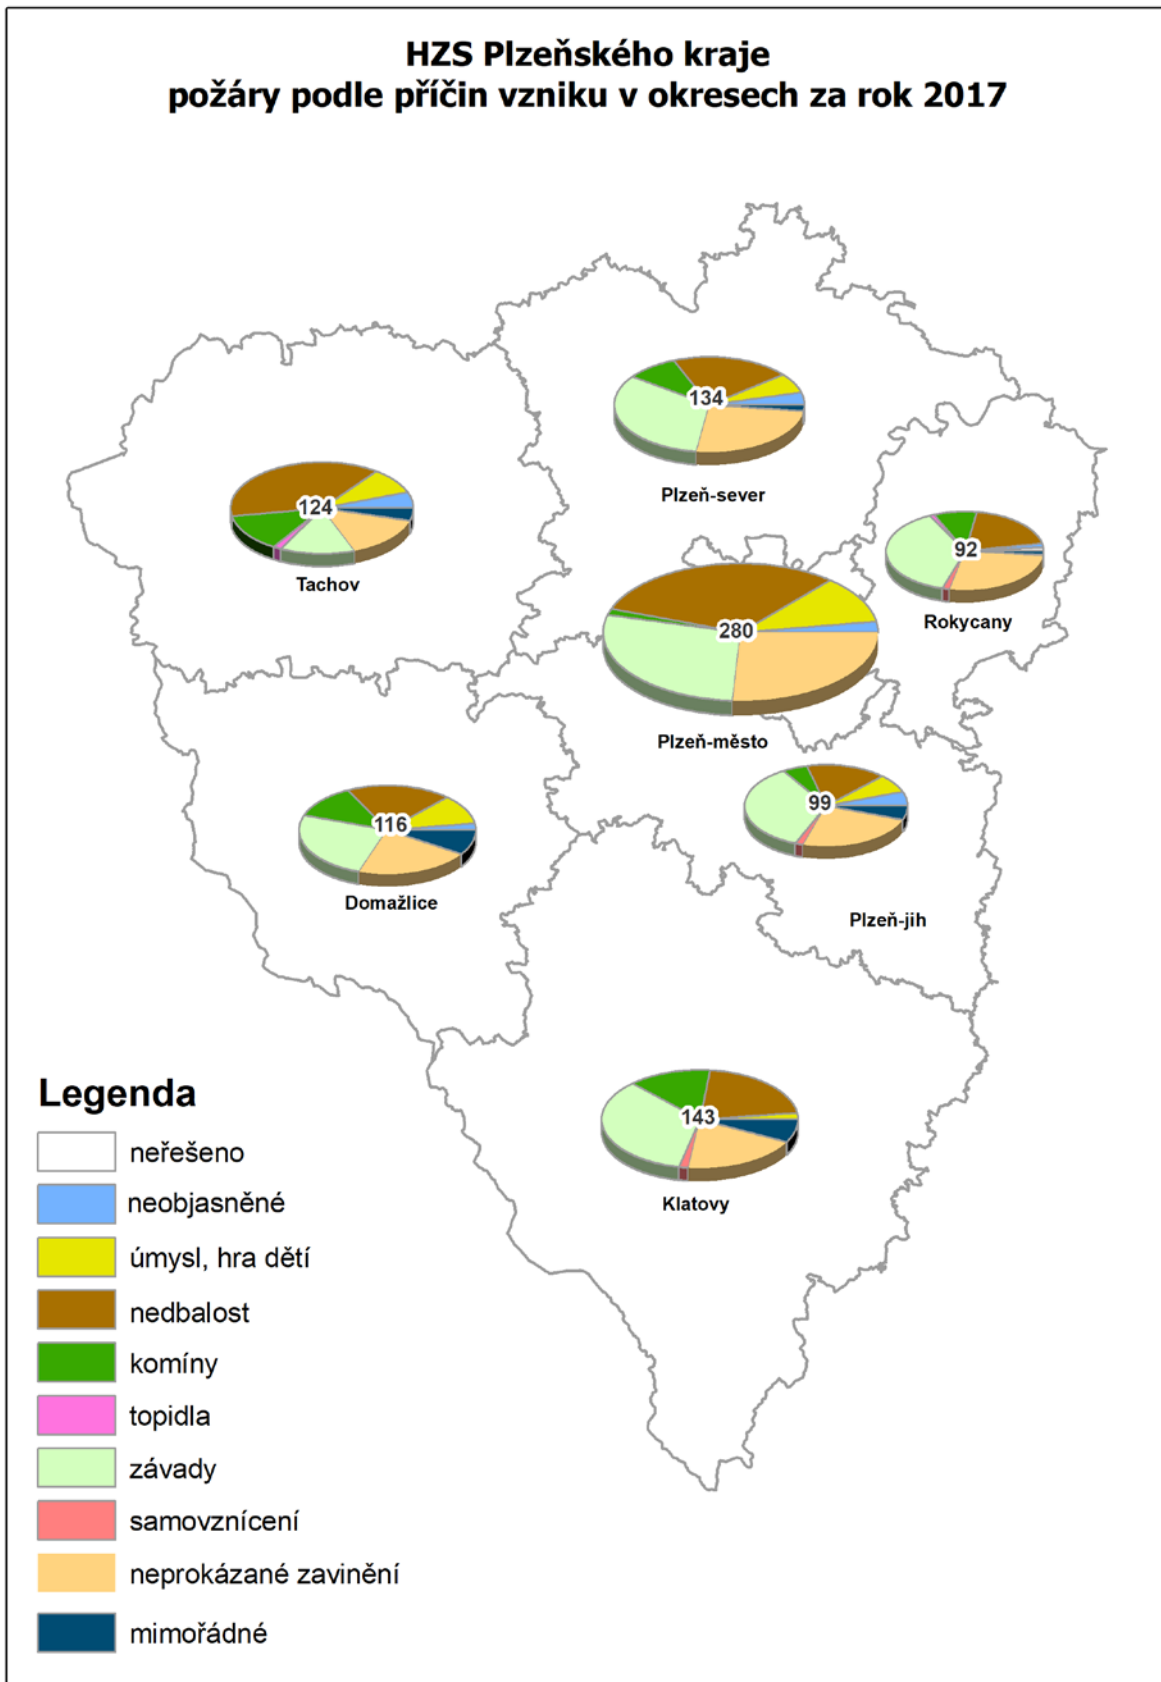 HZS Plzeňského kraje
požáry podle příčin vzniku v okresech za rok 2017
134
Plzeň-sever
124
Tachov
92
Rokycany
280
Plzeň-město
99
Plzeň-jih
116
Domažlice
143
Klatovy
Legenda
neřešeno
neobjasněné
úmysl, hra dětí
nedbalost
komíny
topidla
závady
samovznícení
neprokázané zavinění
mimořádné